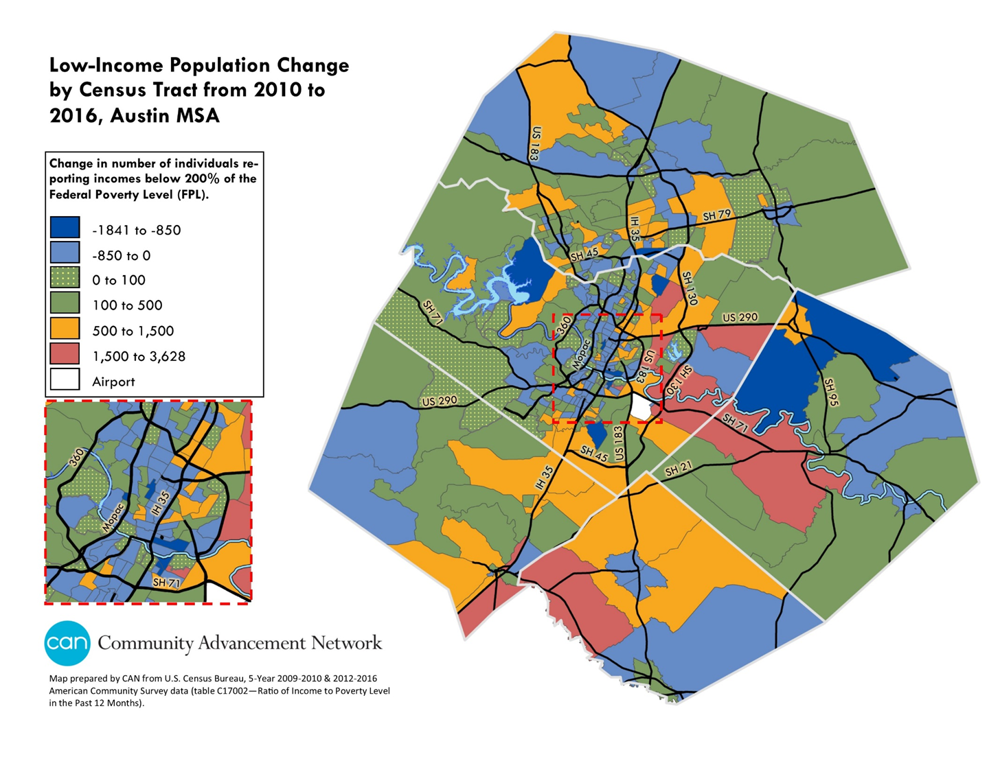 Low-Income Population Change
by Census Tract from 2010 to
2016, Austin MSA
Change in number of individuals re-
porting incomes below 200% of the
Federal Poverty Level (FPL).
-1841 to -850
-850 to 0
0 to 100
100 to 500
500 to 1,500
1,500 to 3,628
Airport
US 183
IH 35
SH 79
SH 45
SH 130
SH 71
360
US 290
Mopac
US 183
SH 130
SH 95
US 290
SH 71
SH 45
US 183
IH 35
SH 21
360
Mopac
IH 35
SH 71
can Community Advancement Network
Map prepared by CAN from U.S. Census Bureau, 5-Year 2009-2010 & 2012-2016
American Community Survey data (table C17002—Ratio of Income to Poverty Level
in the Past 12 Months).